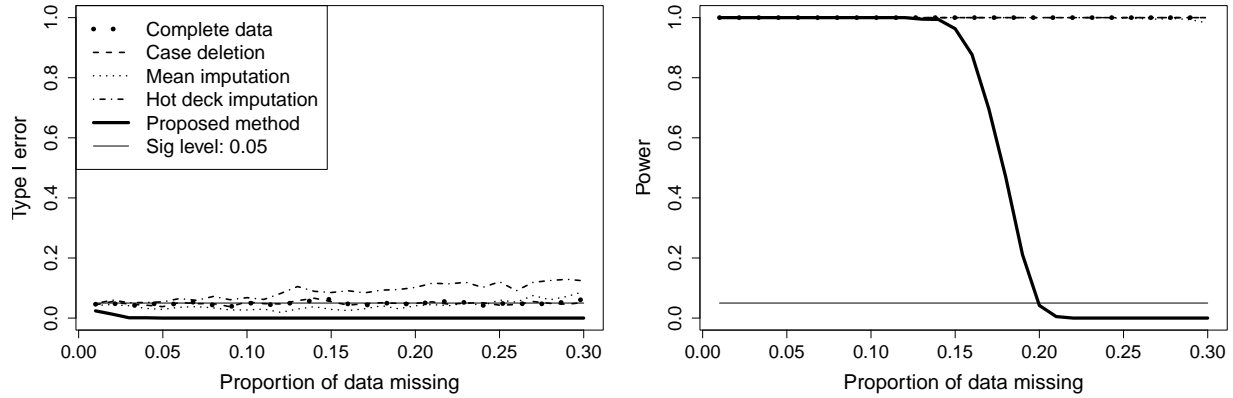 Complete data
Case deletion
Mean imputation
Hot deck imputation
Proposed method
Sig level: 0.05
Type I error
0.0 0.2 0.4 0.6 0.8 1.0
0.00 0.05 0.10 0.15 0.20 0.25 0.30
Proportion of data missing
Power
0.0 0.2 0.4 0.6 0.8 1.0
0.00 0.05 0.10 0.15 0.20 0.25 0.30
Proportion of data missing